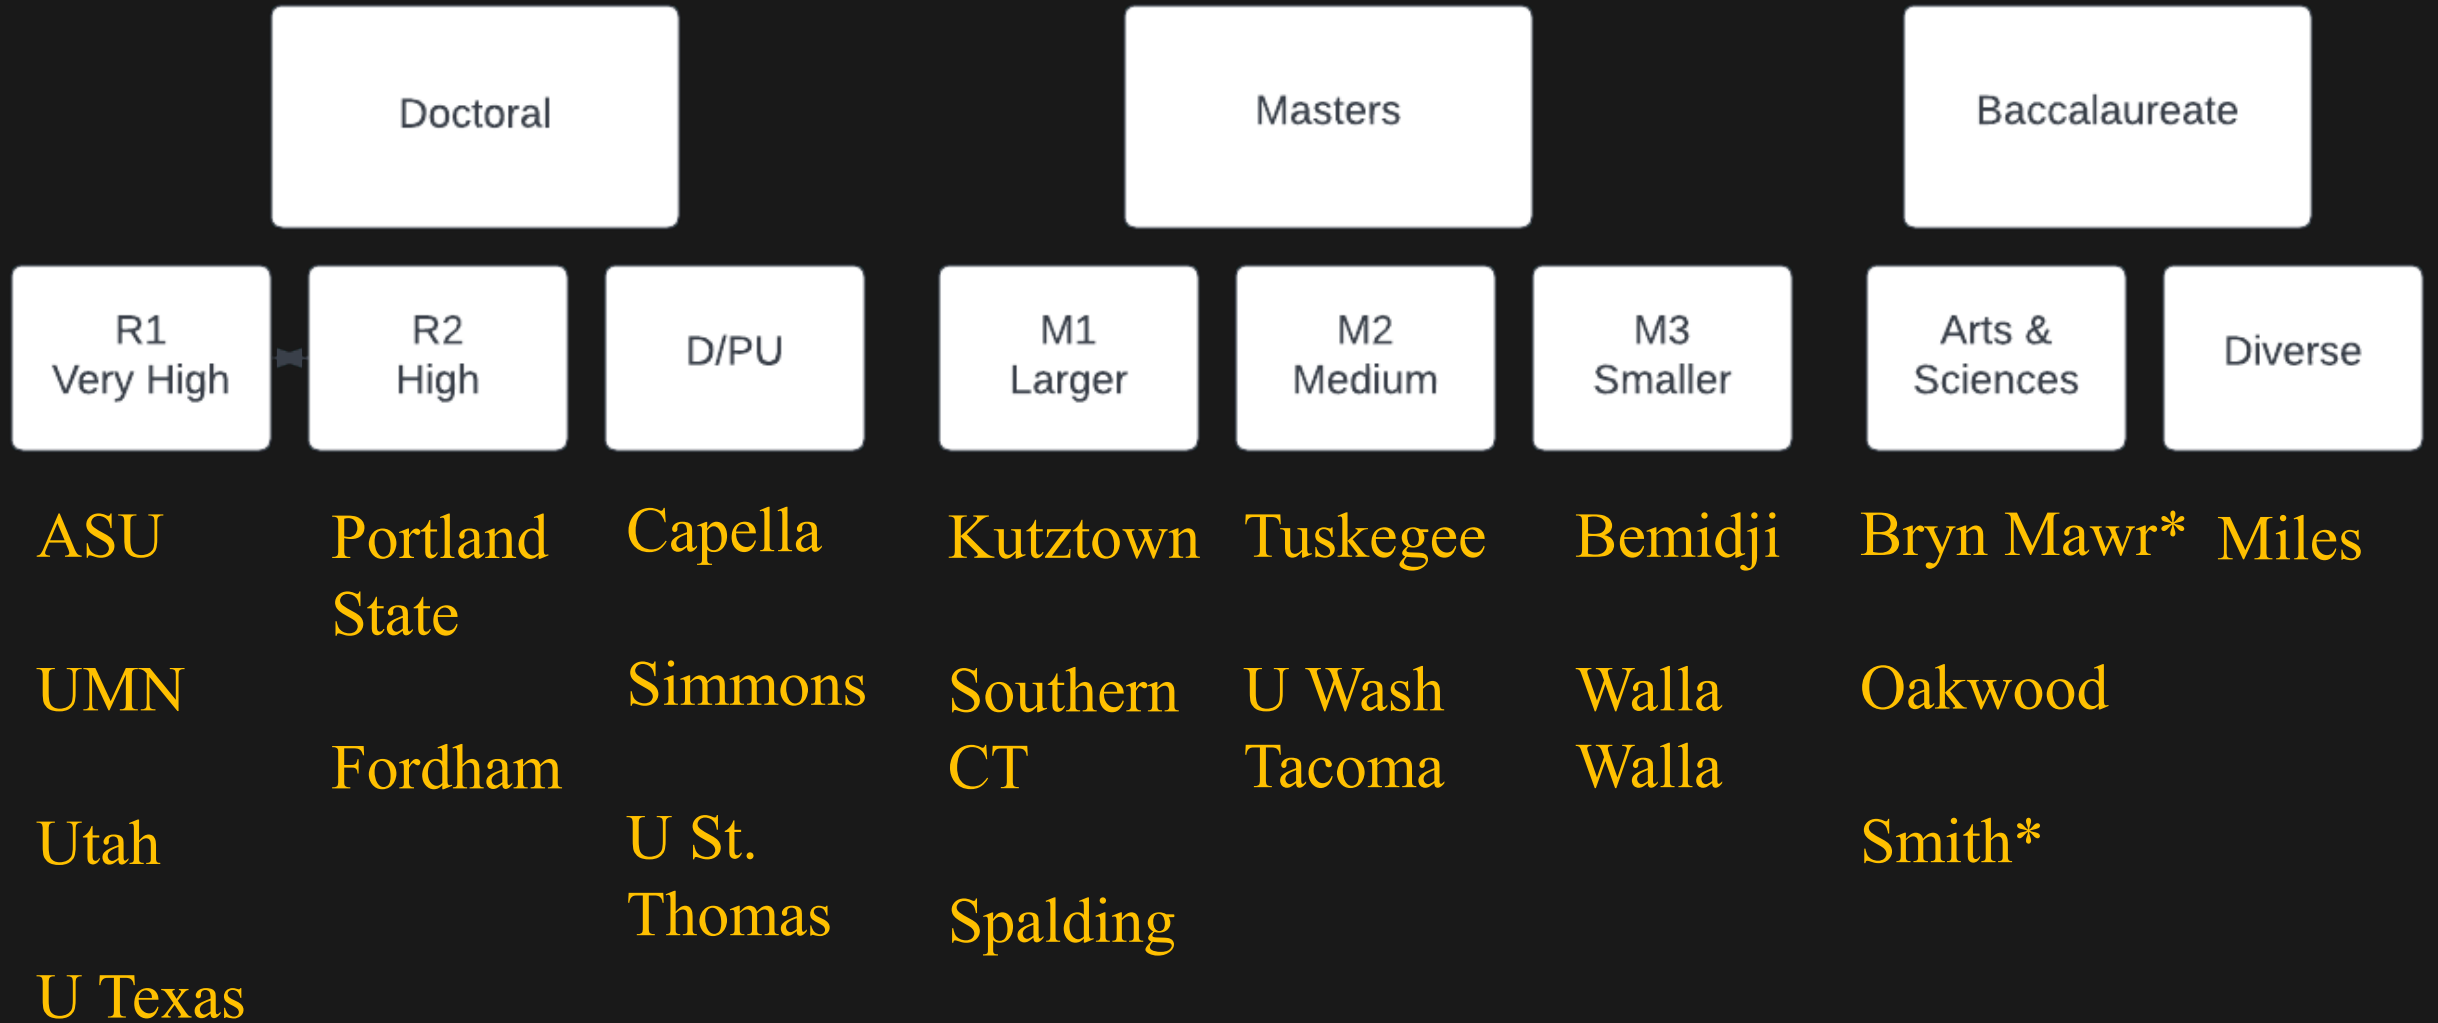 Doctoral
Masters
Baccalaureate
R1
Very High
R2
High
D/PU
M1
Larger
M2
Medium
M3
Smaller
Arts &
Sciences
Diverse
ASU
UMN
Utah
U Texas
Portland
State
Fordham
Capella
Simmons
U St.
Thomas
Kutztown
Southern
CT
Spalding
Tuskegee
U Wash
Tacoma
Bemidji
Walla
Walla
Bryn Mawr*
Oakwood
Smith*
Miles